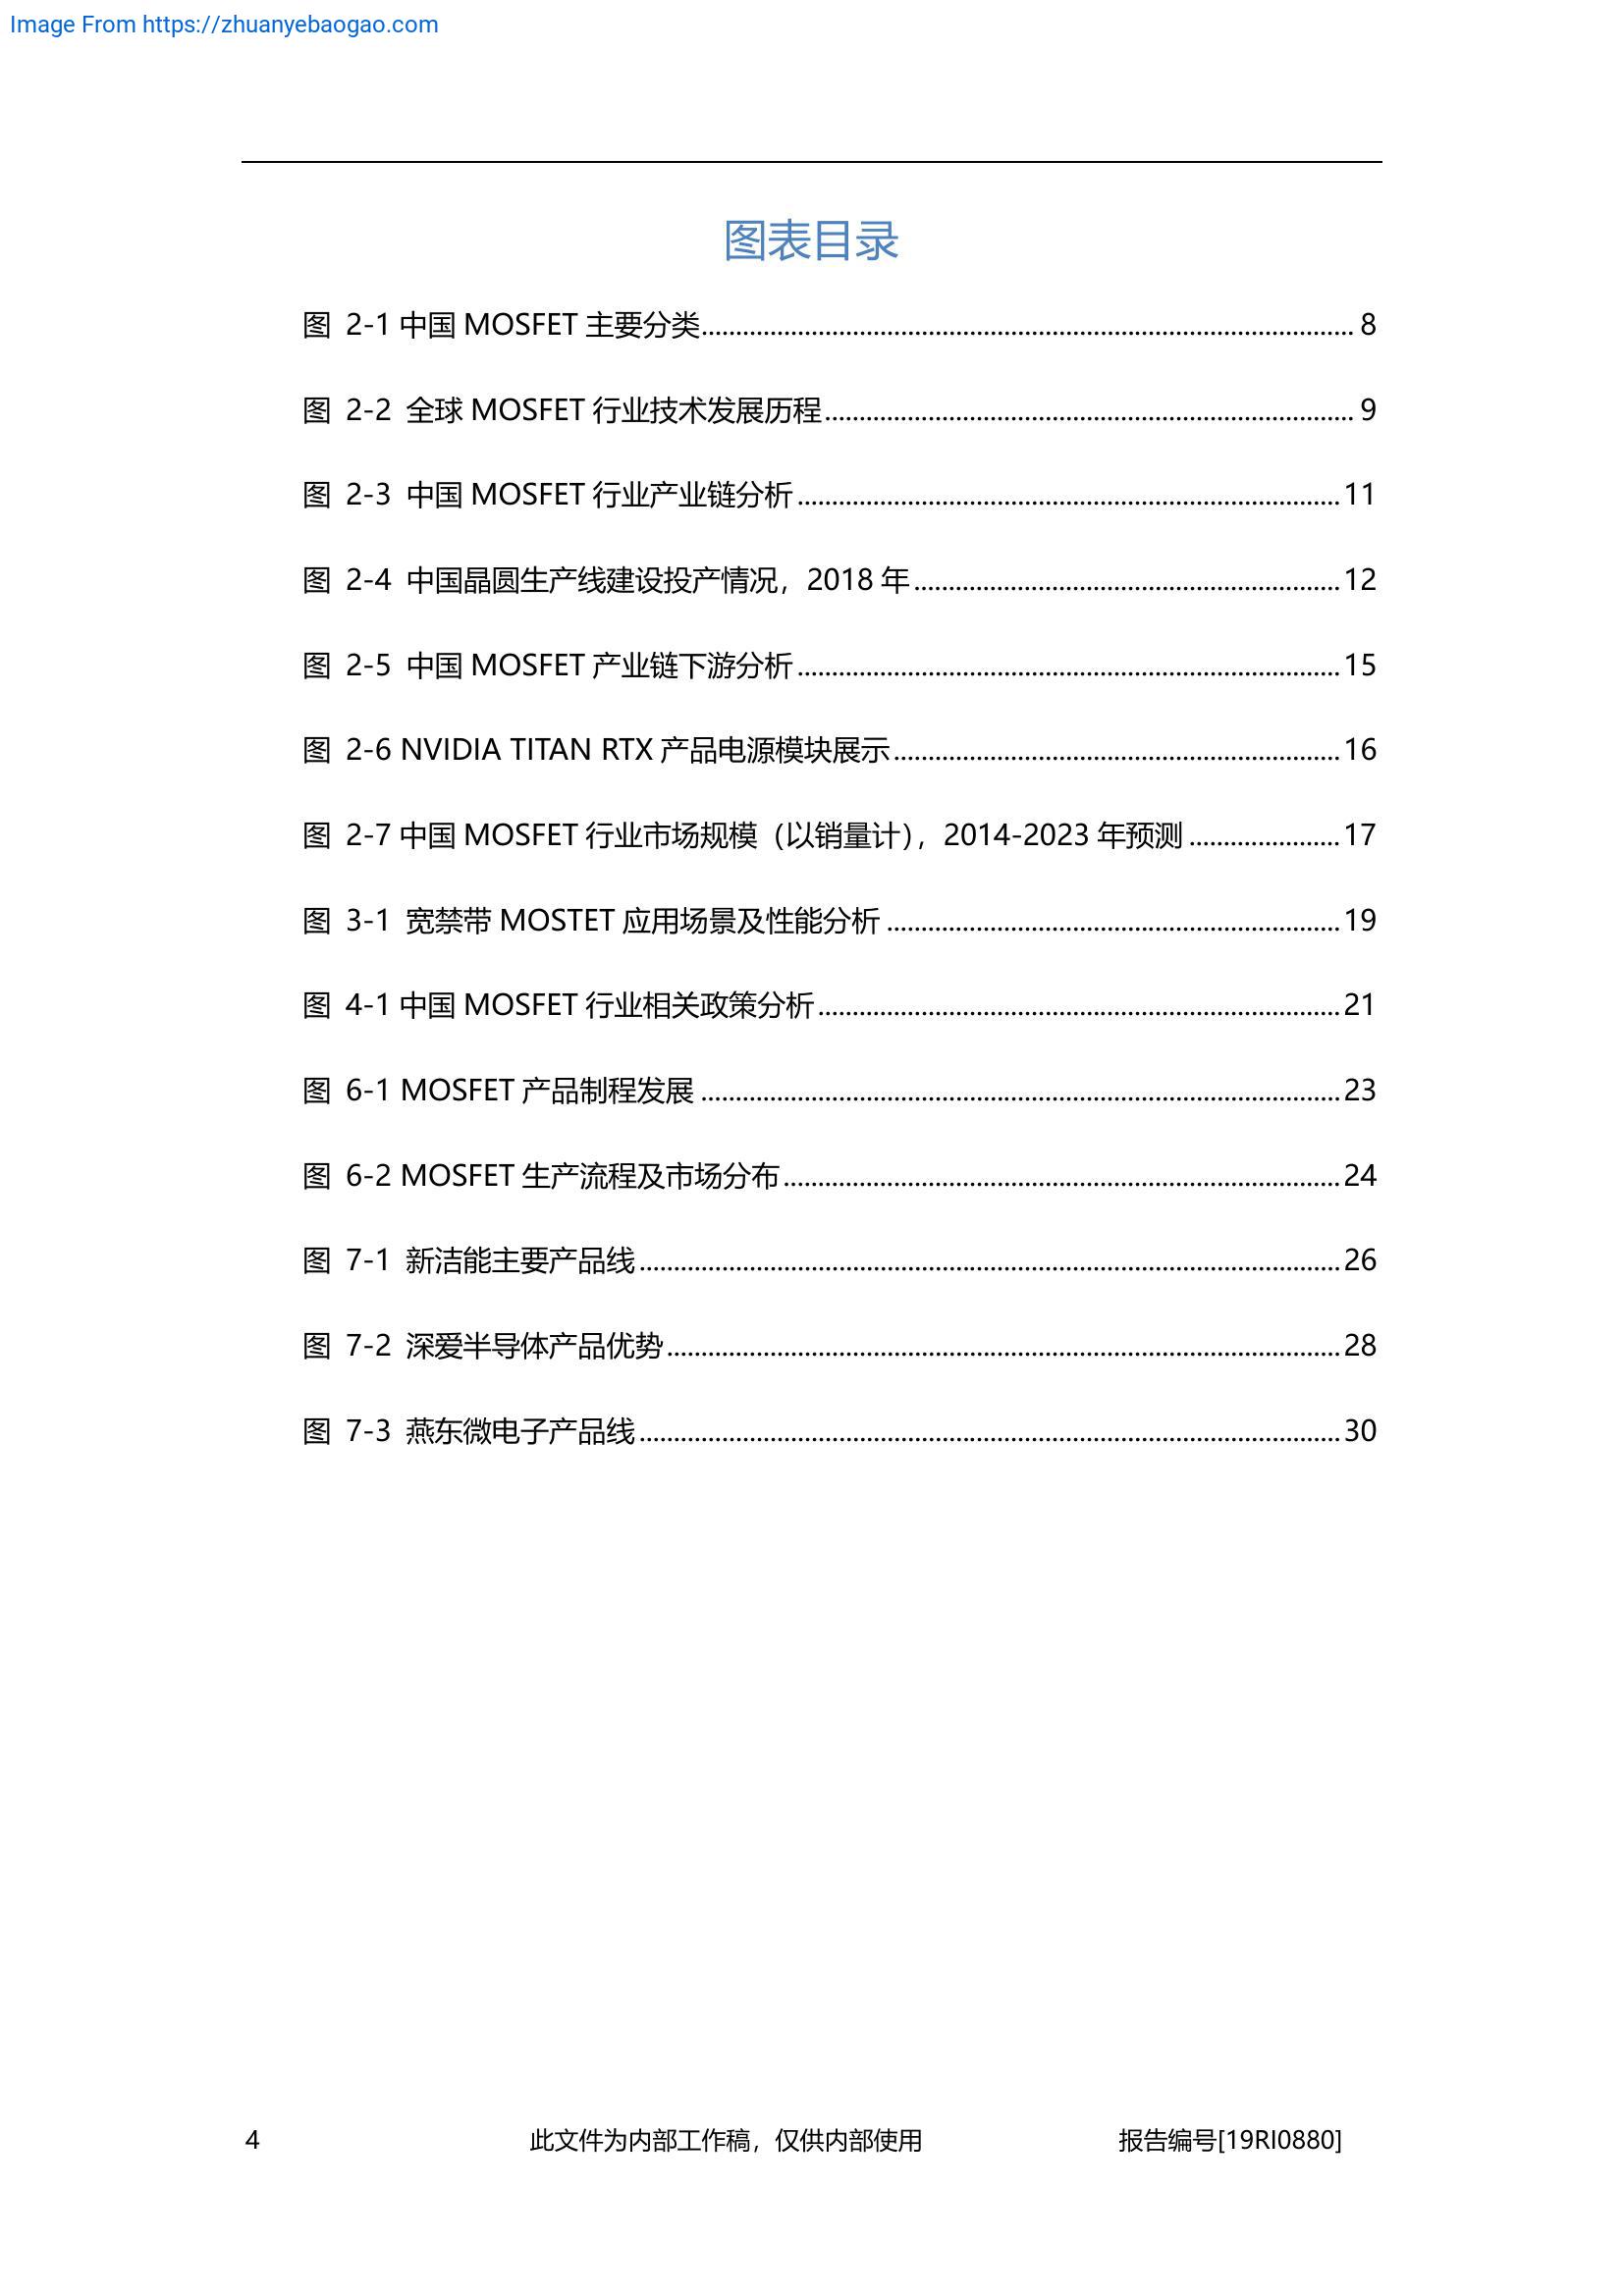 Image From https://zhuanyebaogao.com
图表目录
图 2-1 中国 MOSFET 主要分类 8
图 2-2 全球 MOSFET 行业技术发展历程 9
图 2-3 中国 MOSFET 行业产业链分析 11
图 2-4 中国晶圆生产线建设投产情况，2018 年 12
图 2-5 中国 MOSFET 产业链下游分析 15
图 2-6 NVIDIA TITAN RTX 产品电源模块展示 16
图 2-7 中国 MOSFET 行业市场规模（以销量计），2014-2023 年预测 17
图 3-1 宽禁带 MOSTET 应用场景及性能分析 19
图 4-1 中国 MOSFET 行业相关政策分析 21
图 6-1 MOSFET 产品制程发展 23
图 6-2 MOSFET 生产流程及市场分布 24
图 7-1 新洁能主要产品线 26
图 7-2 深爱半导体产品优势 28
图 7-3 燕东微电子产品线 30
4 此文件为内部工作稿，仅供内部使用 报告编号[19RI0880]